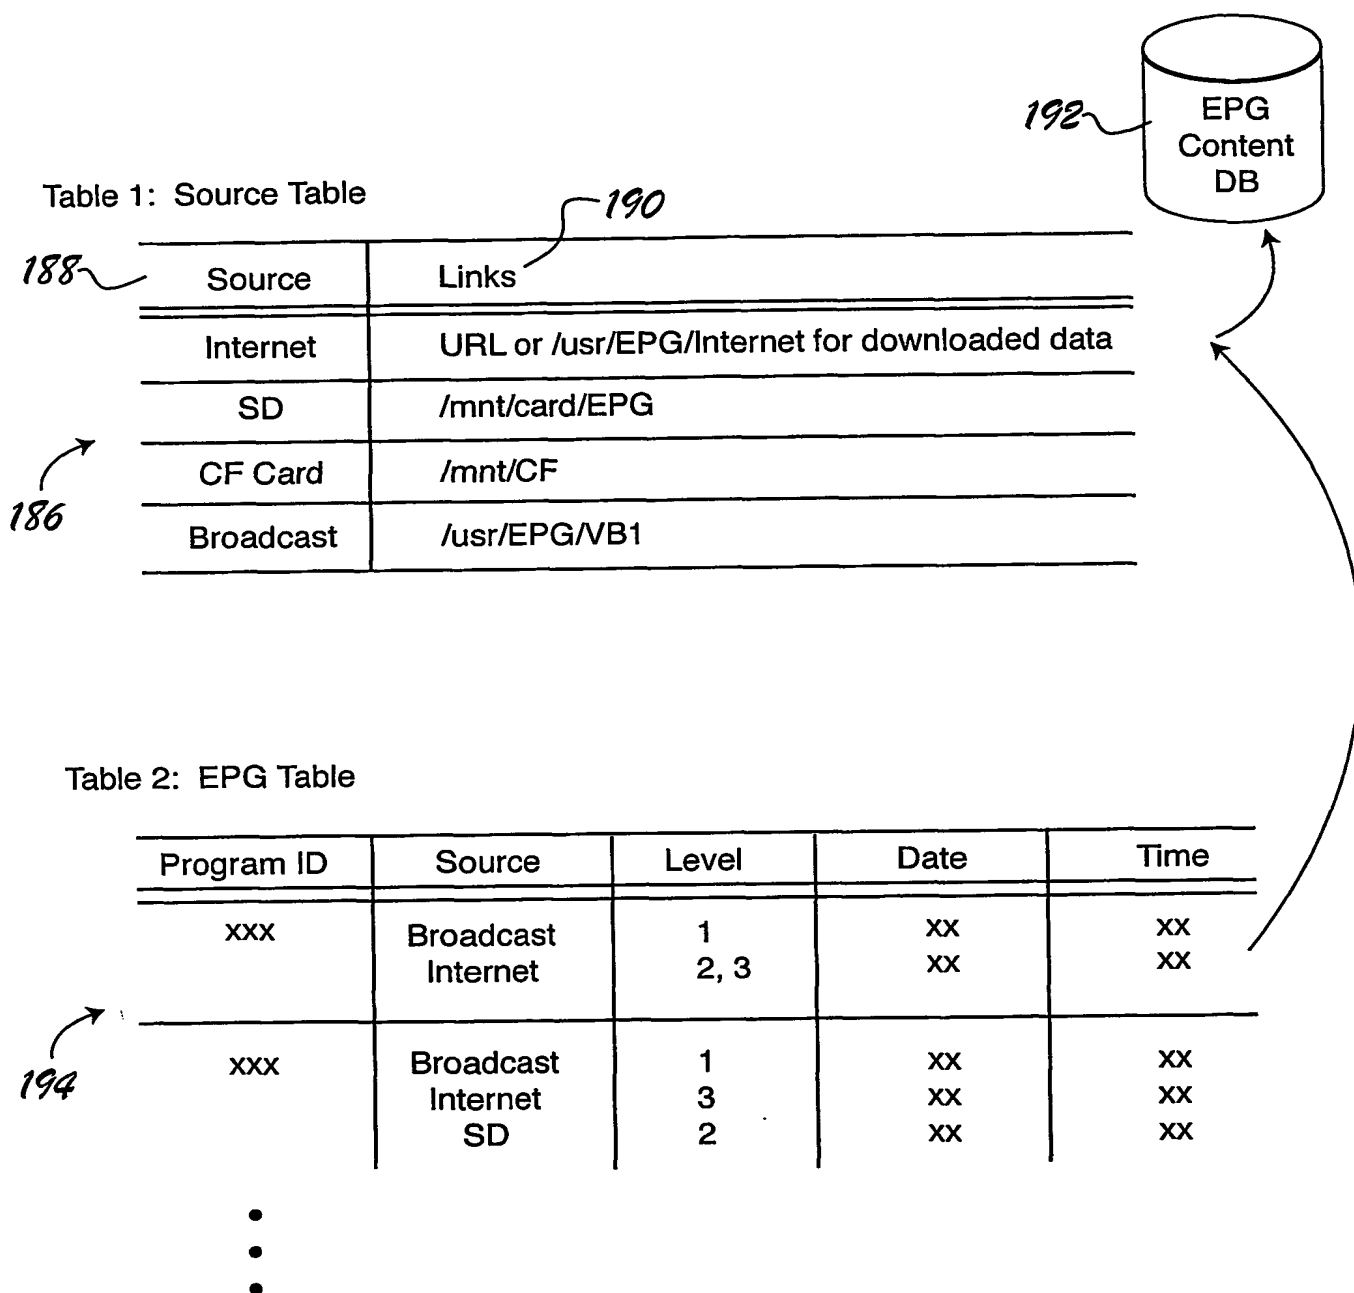 192
EPG
Content
DB
Table 1: Source Table
190
188
Source Links
Internet URL or /usr/EPG/Internet for downloaded data
SD /mnt/card/EPG
CF Card /mnt/CF
186
Broadcast /usr/EPG/VB1
Table 2: EPG Table
Program ID Source Level Date Time
xxx Broadcast 1 xx xx
Internet 2, 3 xx xx
194
xxx Broadcast 1 xx xx
Internet 3 xx xx
SD 2 xx xx